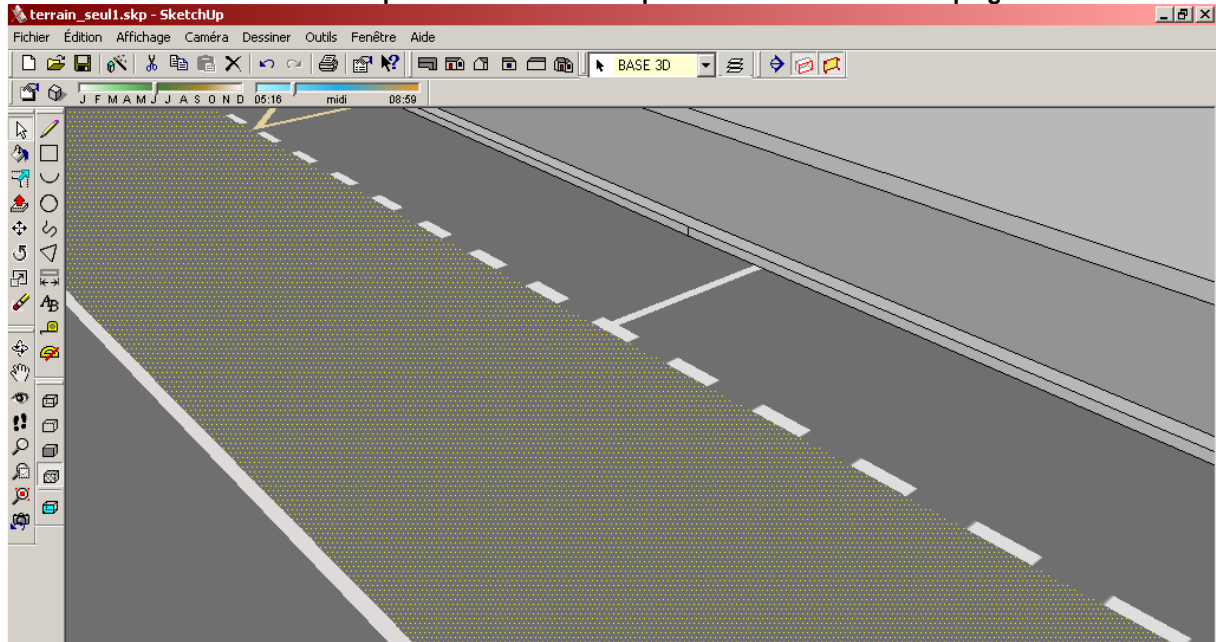 terrain_seul1.skp - SketchUp
Fichier Édition Affichage Caméra Dessiner Outils Fenêtre Aide
BASE 3D
J F M A M J J A S O N D 05:16 midi 08:59